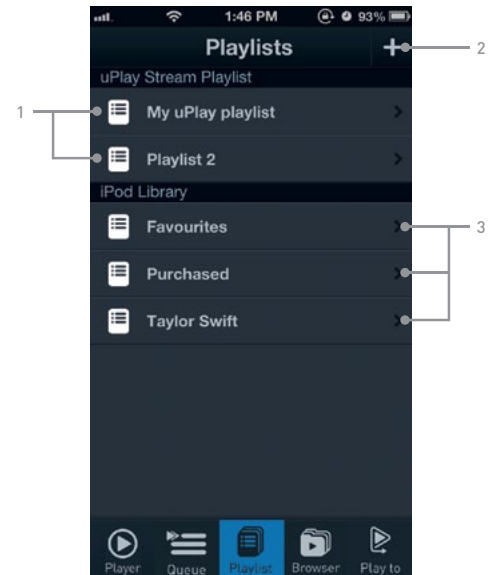 1:46 PM 93%
Playlists
2
uPlay Stream Playlist
1
My uPlay playlist
Playlist 2
iPod Library
Favourites
3
Purchased
Taylor Swift
Player Queue Playlist Browser Play to